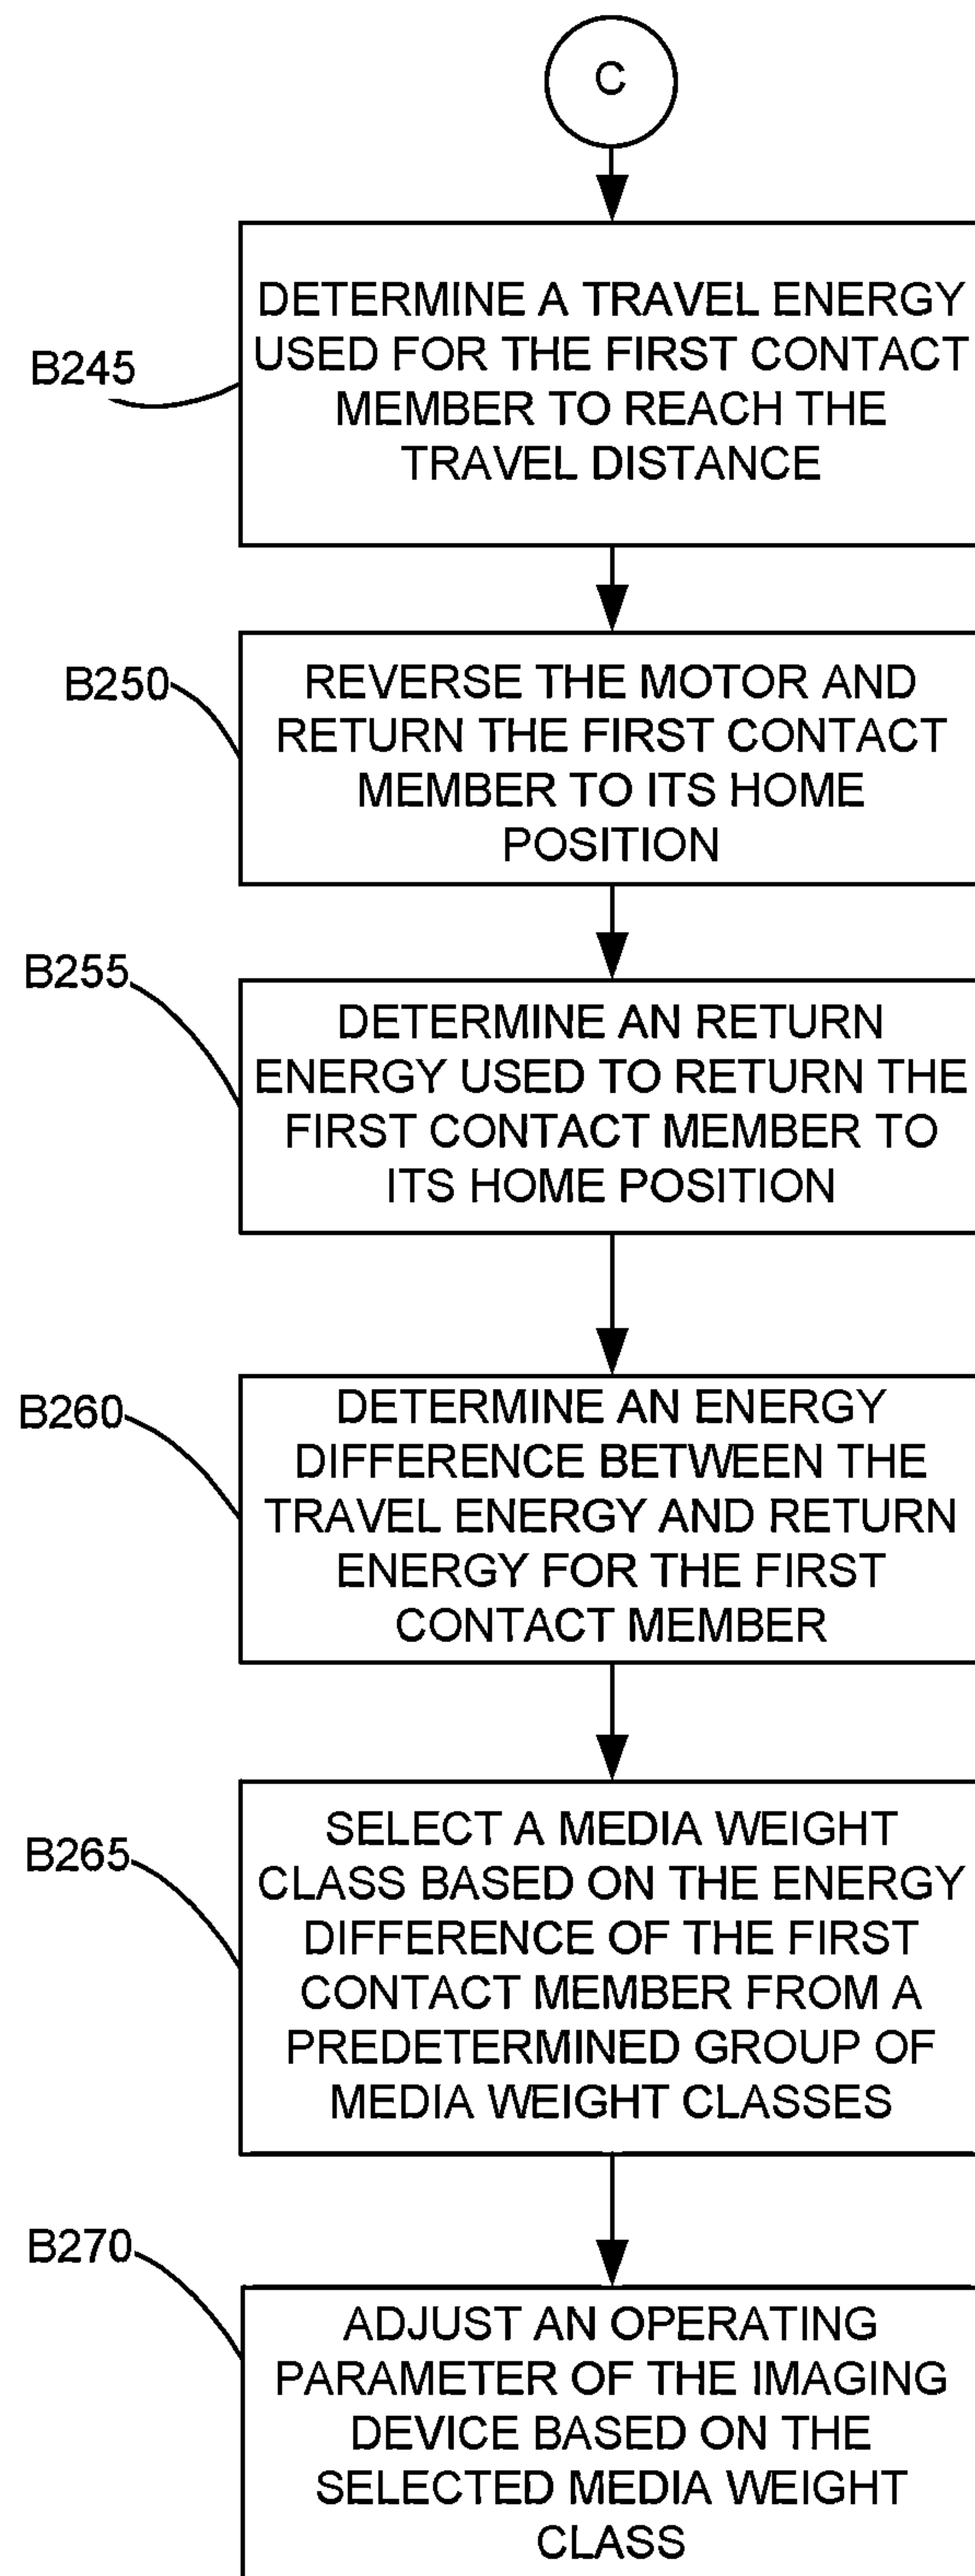 C
B245
DETERMINE A TRAVEL ENERGY
USED FOR THE FIRST CONTACT
MEMBER TO REACH THE
TRAVEL DISTANCE
B250
REVERSE THE MOTOR AND
RETURN THE FIRST CONTACT
MEMBER TO ITS HOME
POSITION
B255
DETERMINE AN RETURN
ENERGY USED TO RETURN THE
FIRST CONTACT MEMBER TO
ITS HOME POSITION
B260
DETERMINE AN ENERGY
DIFFERENCE BETWEEN THE
TRAVEL ENERGY AND RETURN
ENERGY FOR THE FIRST
CONTACT MEMBER
B265
SELECT A MEDIA WEIGHT
CLASS BASED ON THE ENERGY
DIFFERENCE OF THE FIRST
CONTACT MEMBER FROM A
PREDETERMINED GROUP OF
MEDIA WEIGHT CLASSES
B270
ADJUST AN OPERATING
PARAMETER OF THE IMAGING
DEVICE BASED ON THE
SELECTED MEDIA WEIGHT
CLASS